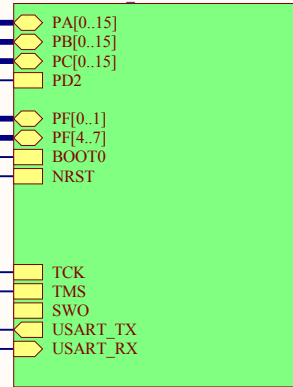 PA[0..15]
PB[0..15]
PC[0..15]
PD2
PF[0..1]
PF[4..7]
BOOT0
NRST
TCK
TMS
SWO
USART_TX
USART_RX